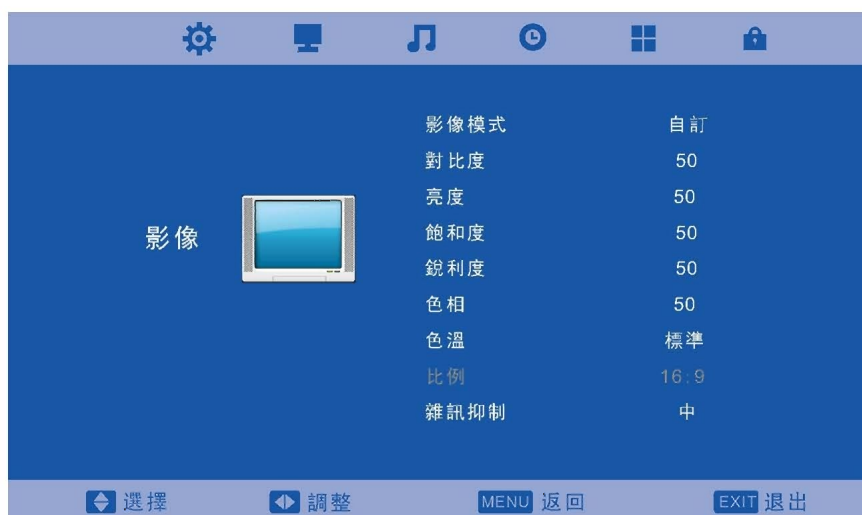 影像
影像模式 自訂
對比度 50
亮度 50
飽和度 50
銳利度 50
色相 50
色溫 標準
比例 16:9
雜訊抑制 中
選擇 調整 MENU 返回 EXIT 退出